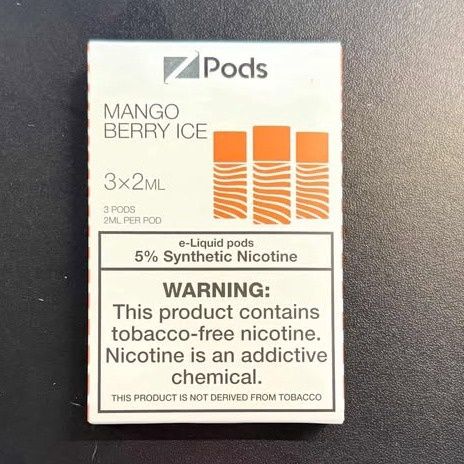 Z Pods
MANGO
BERRY ICE
3×2ML
3 PODS
2ML PER POD
e-Liquid pods
5% Synthetic Nicotine
WARNING:
This product contains
tobacco-free nicotine.
Nicotine is an addictive
chemical.
THIS PRODUCT IS NOT DERIVED FROM TOBACCO